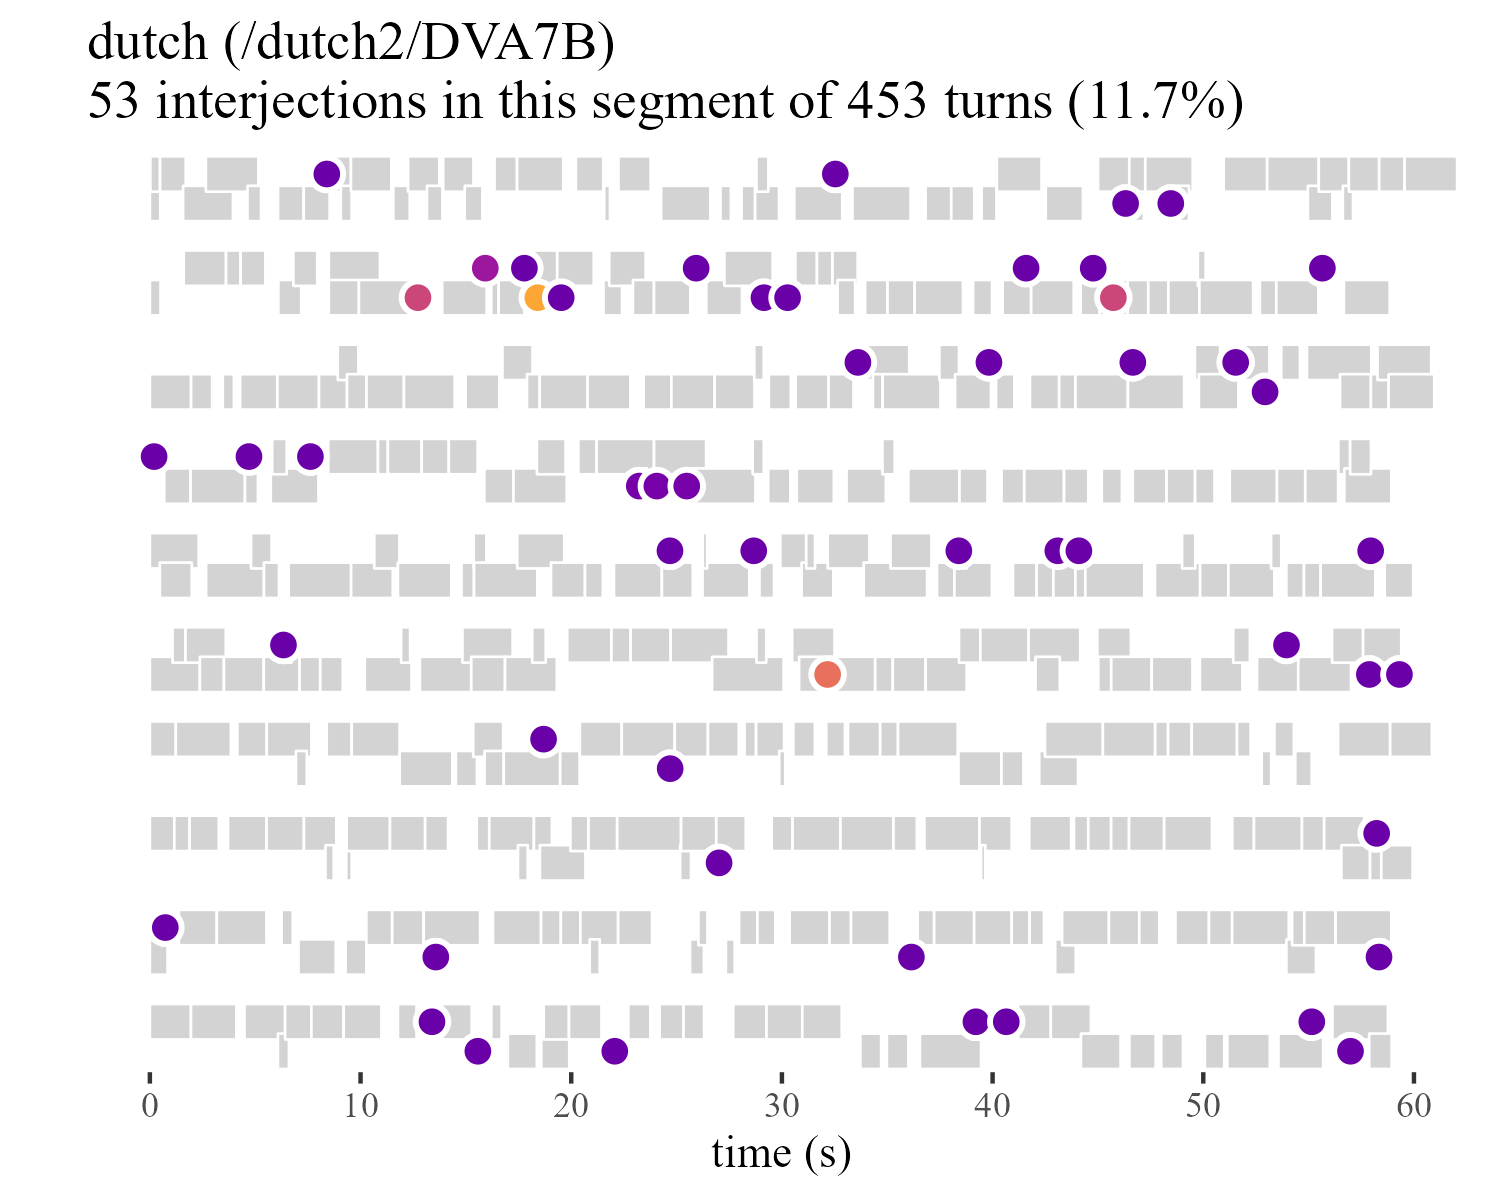 dutch (/dutch2/DVA7B)
53 interjections in this segment of 453 turns (11.7%)
0 10 20 30 40 50 60
time (s)